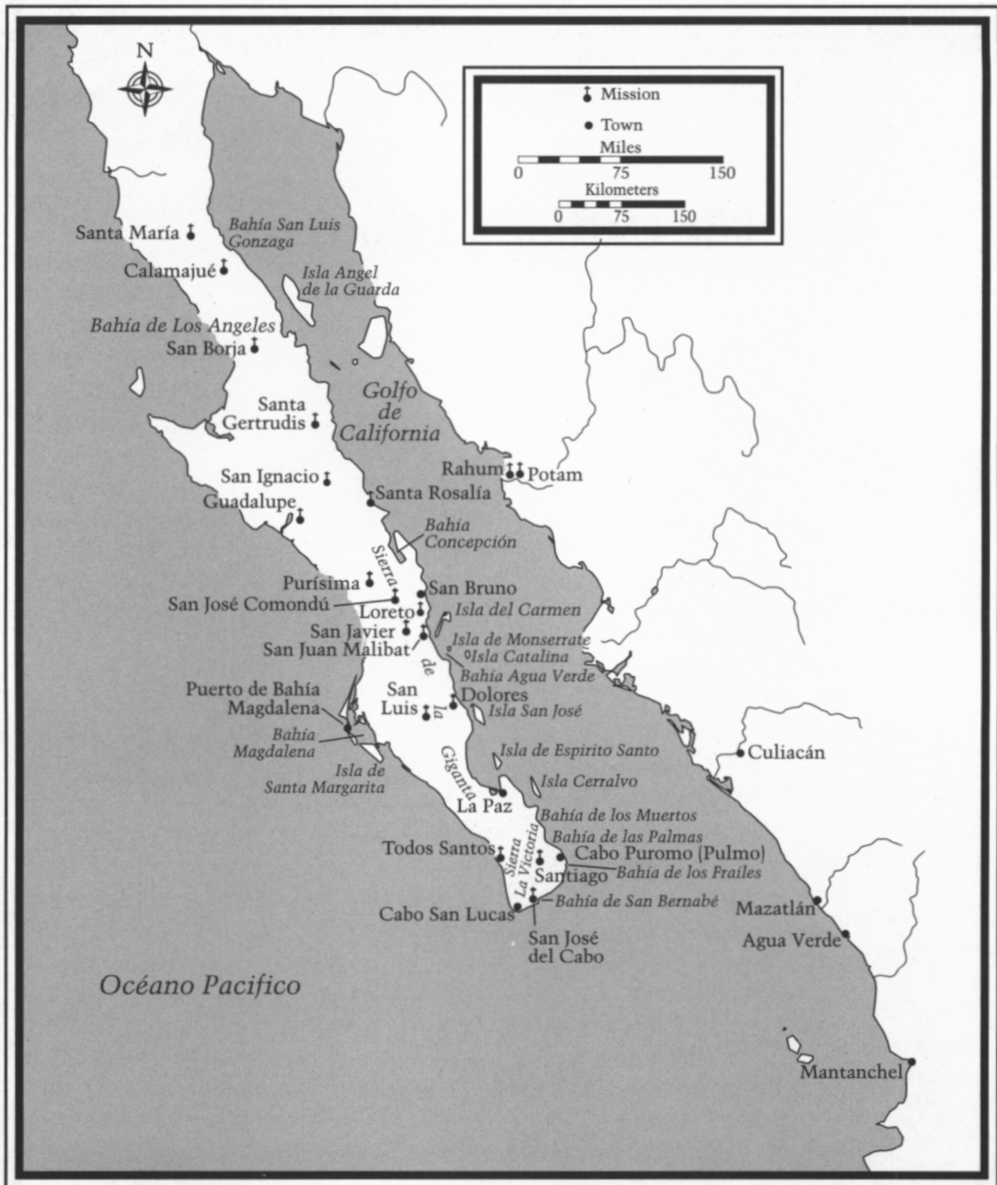 N
Mission
Town
Miles
0 75 150
Kilometers
0 75 150
Santa María
Bahía San Luis
Gonzaga
Calamajué
Isla Angel
de la Guarda
Bahía de Los Angeles
San Borja
Golfo
de
California
Santa
Gertrudis
Rahum
Potam
San Ignacio
Santa Rosalía
Guadalupe
Bahía
Concepción
Sierra
de
la
Giganta
Purísima
San Bruno
San José Comondú
Isla del Carmen
Loreto
San Javier
San Juan Malibat
Isla de Monserrate
Isla Catalina
Bahía Agua Verde
Puerto de Bahía
Magdalena
San
Luis
Dolores
Isla San José
Bahía
Magdalena
Isla de
Santa Margarita
Isla de Espirito Santo
Culiacán
Isla Cerralvo
La Paz
Bahía de los Muertos
Bahía de las Palmas
Todos Santos
Sierra
La Victoria
Cabo Puromo (Pulmo)
Santiago
Bahía de los Frailes
Cabo San Lucas
Bahía de San Bernabé
San José
del Cabo
Mazatlán
Agua Verde
Océano Pacifico
Mantanchel